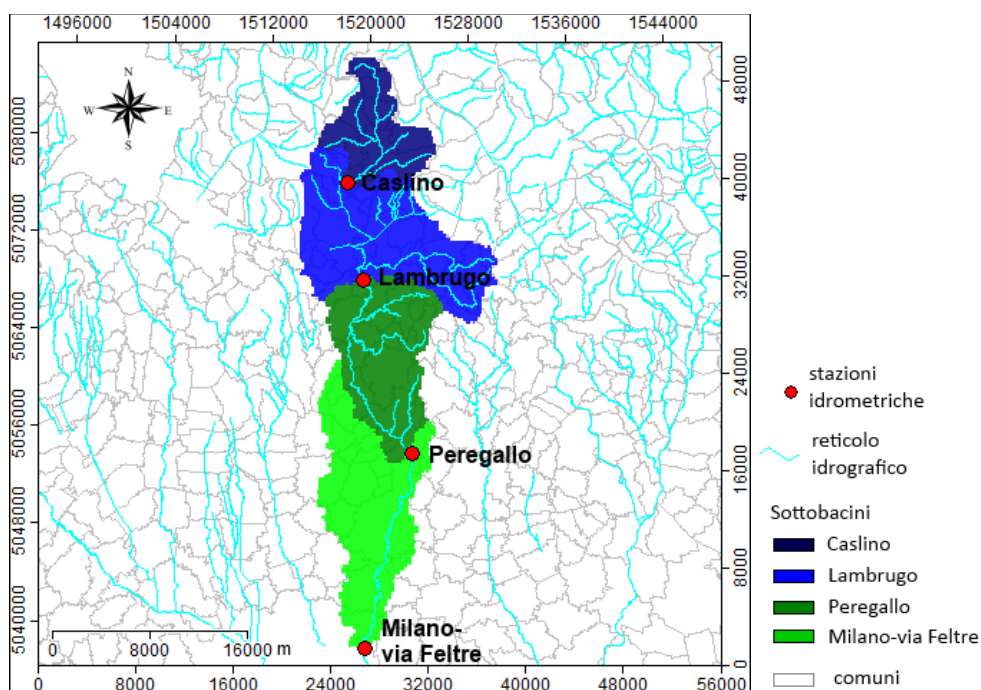 1496000 1504000 1512000 1520000 1528000 1536000 1544000
N
W E
S
5080000
5072000
5064000
5056000
5048000
5040000
48000
40000
32000
24000
16000
8000
0
Caslino
Lambrugo
Peregallo
Milano-
via Feltre
0 8000 16000 m
0 8000 16000 24000 32000 40000 48000 56000
stazioni
idrometriche
reticolo
idrografico
Sottobacini
Caslino
Lambrugo
Peregallo
Milano-via Feltre
comuni